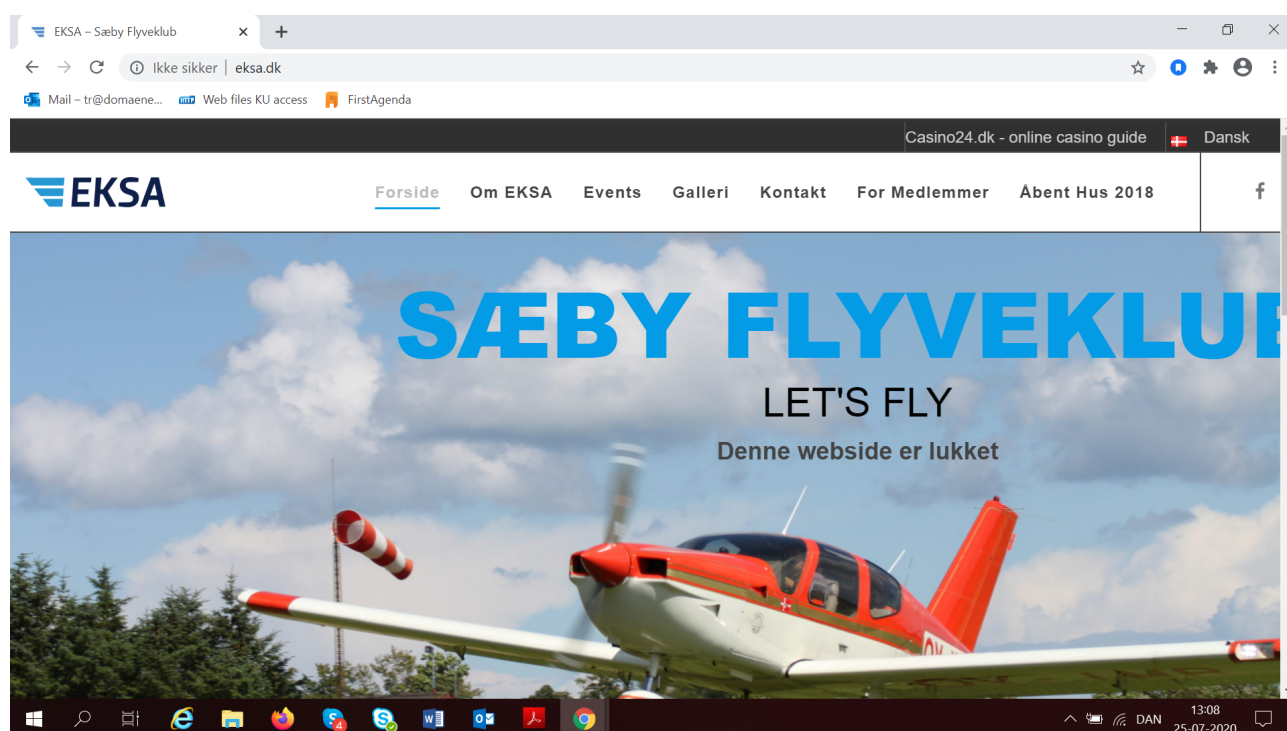 EKSA – Sæby Flyveklub
Ikke sikker | eksa.dk
Mail – tr@domaene... Web files KU access FirstAgenda
Casino24.dk - online casino guide Dansk
EKSA Forside Om EKSA Events Galleri Kontakt For Medlemmer Åbent Hus 2018
SÆBY FLYVEKLUB
LET'S FLY
Denne webside er lukket
DAN 13:08
25-07-2020